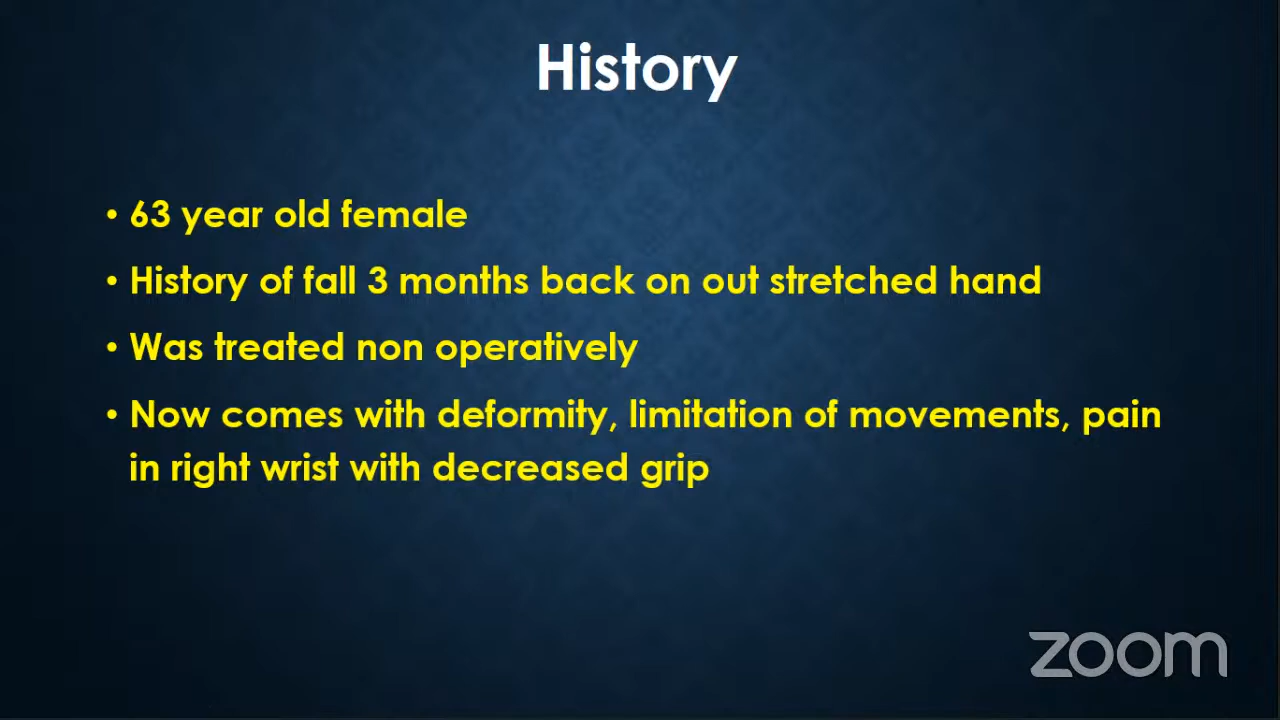 History
• 63 year old female
• History of fall 3 months back on out stretched hand
• Was treated non operatively
• Now comes with deformity, limitation of movements, pain
in right wrist with decreased grip
zoom